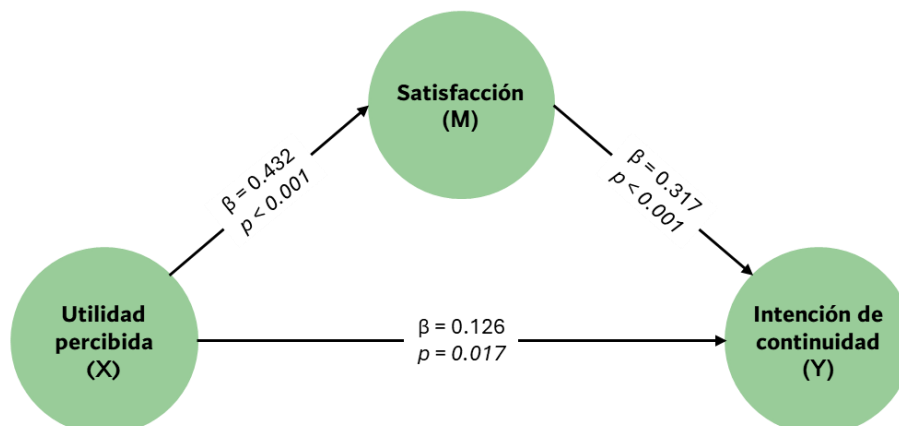 Satisfacción
(M)
β = 0.432
p < 0.001
β = 0.317
p < 0.001
Utilidad
percibida
(X)
β = 0.126
p = 0.017
Intención de
continuidad
(Y)